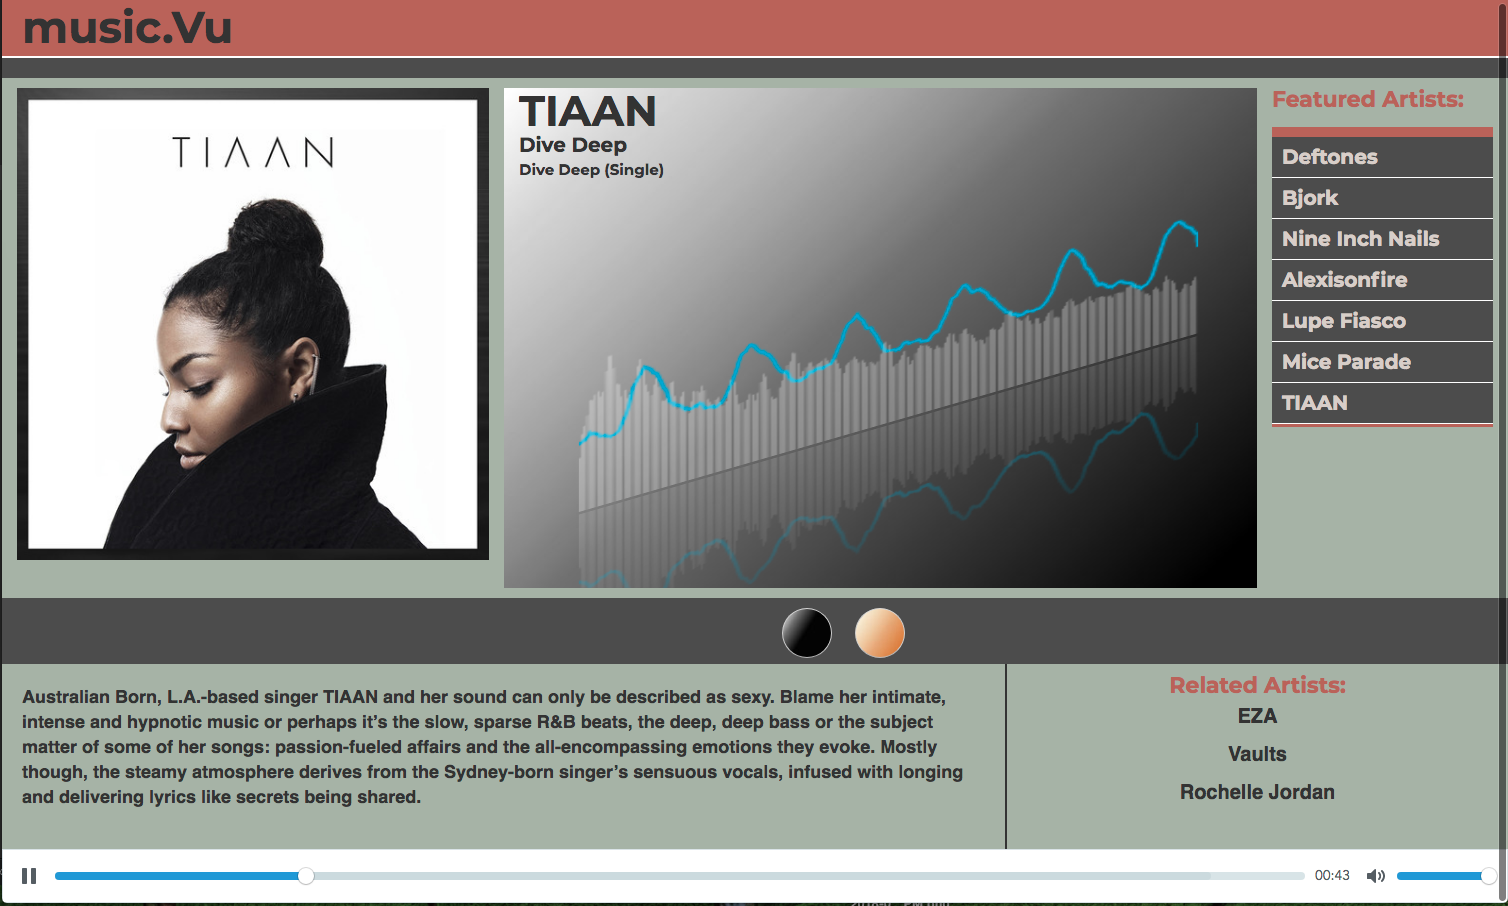 music.Vu
TIAAN
TIAAN
Dive Deep
Dive Deep (Single)
Featured Artists:
Deftones
Bjork
Nine Inch Nails
Alexisonfire
Lupe Fiasco
Mice Parade
TIAAN
Australian Born, L.A.-based singer TIAAN and her sound can only be described as sexy. Blame her intimate,
intense and hypnotic music or perhaps it’s the slow, sparse R&B beats, the deep, deep bass or the subject
matter of some of her songs: passion-fueled affairs and the all-encompassing emotions they evoke. Mostly
though, the steamy atmosphere derives from the Sydney-born singer’s sensuous vocals, infused with longing
and delivering lyrics like secrets being shared.
Related Artists:
EZA
Vaults
Rochelle Jordan
00:43